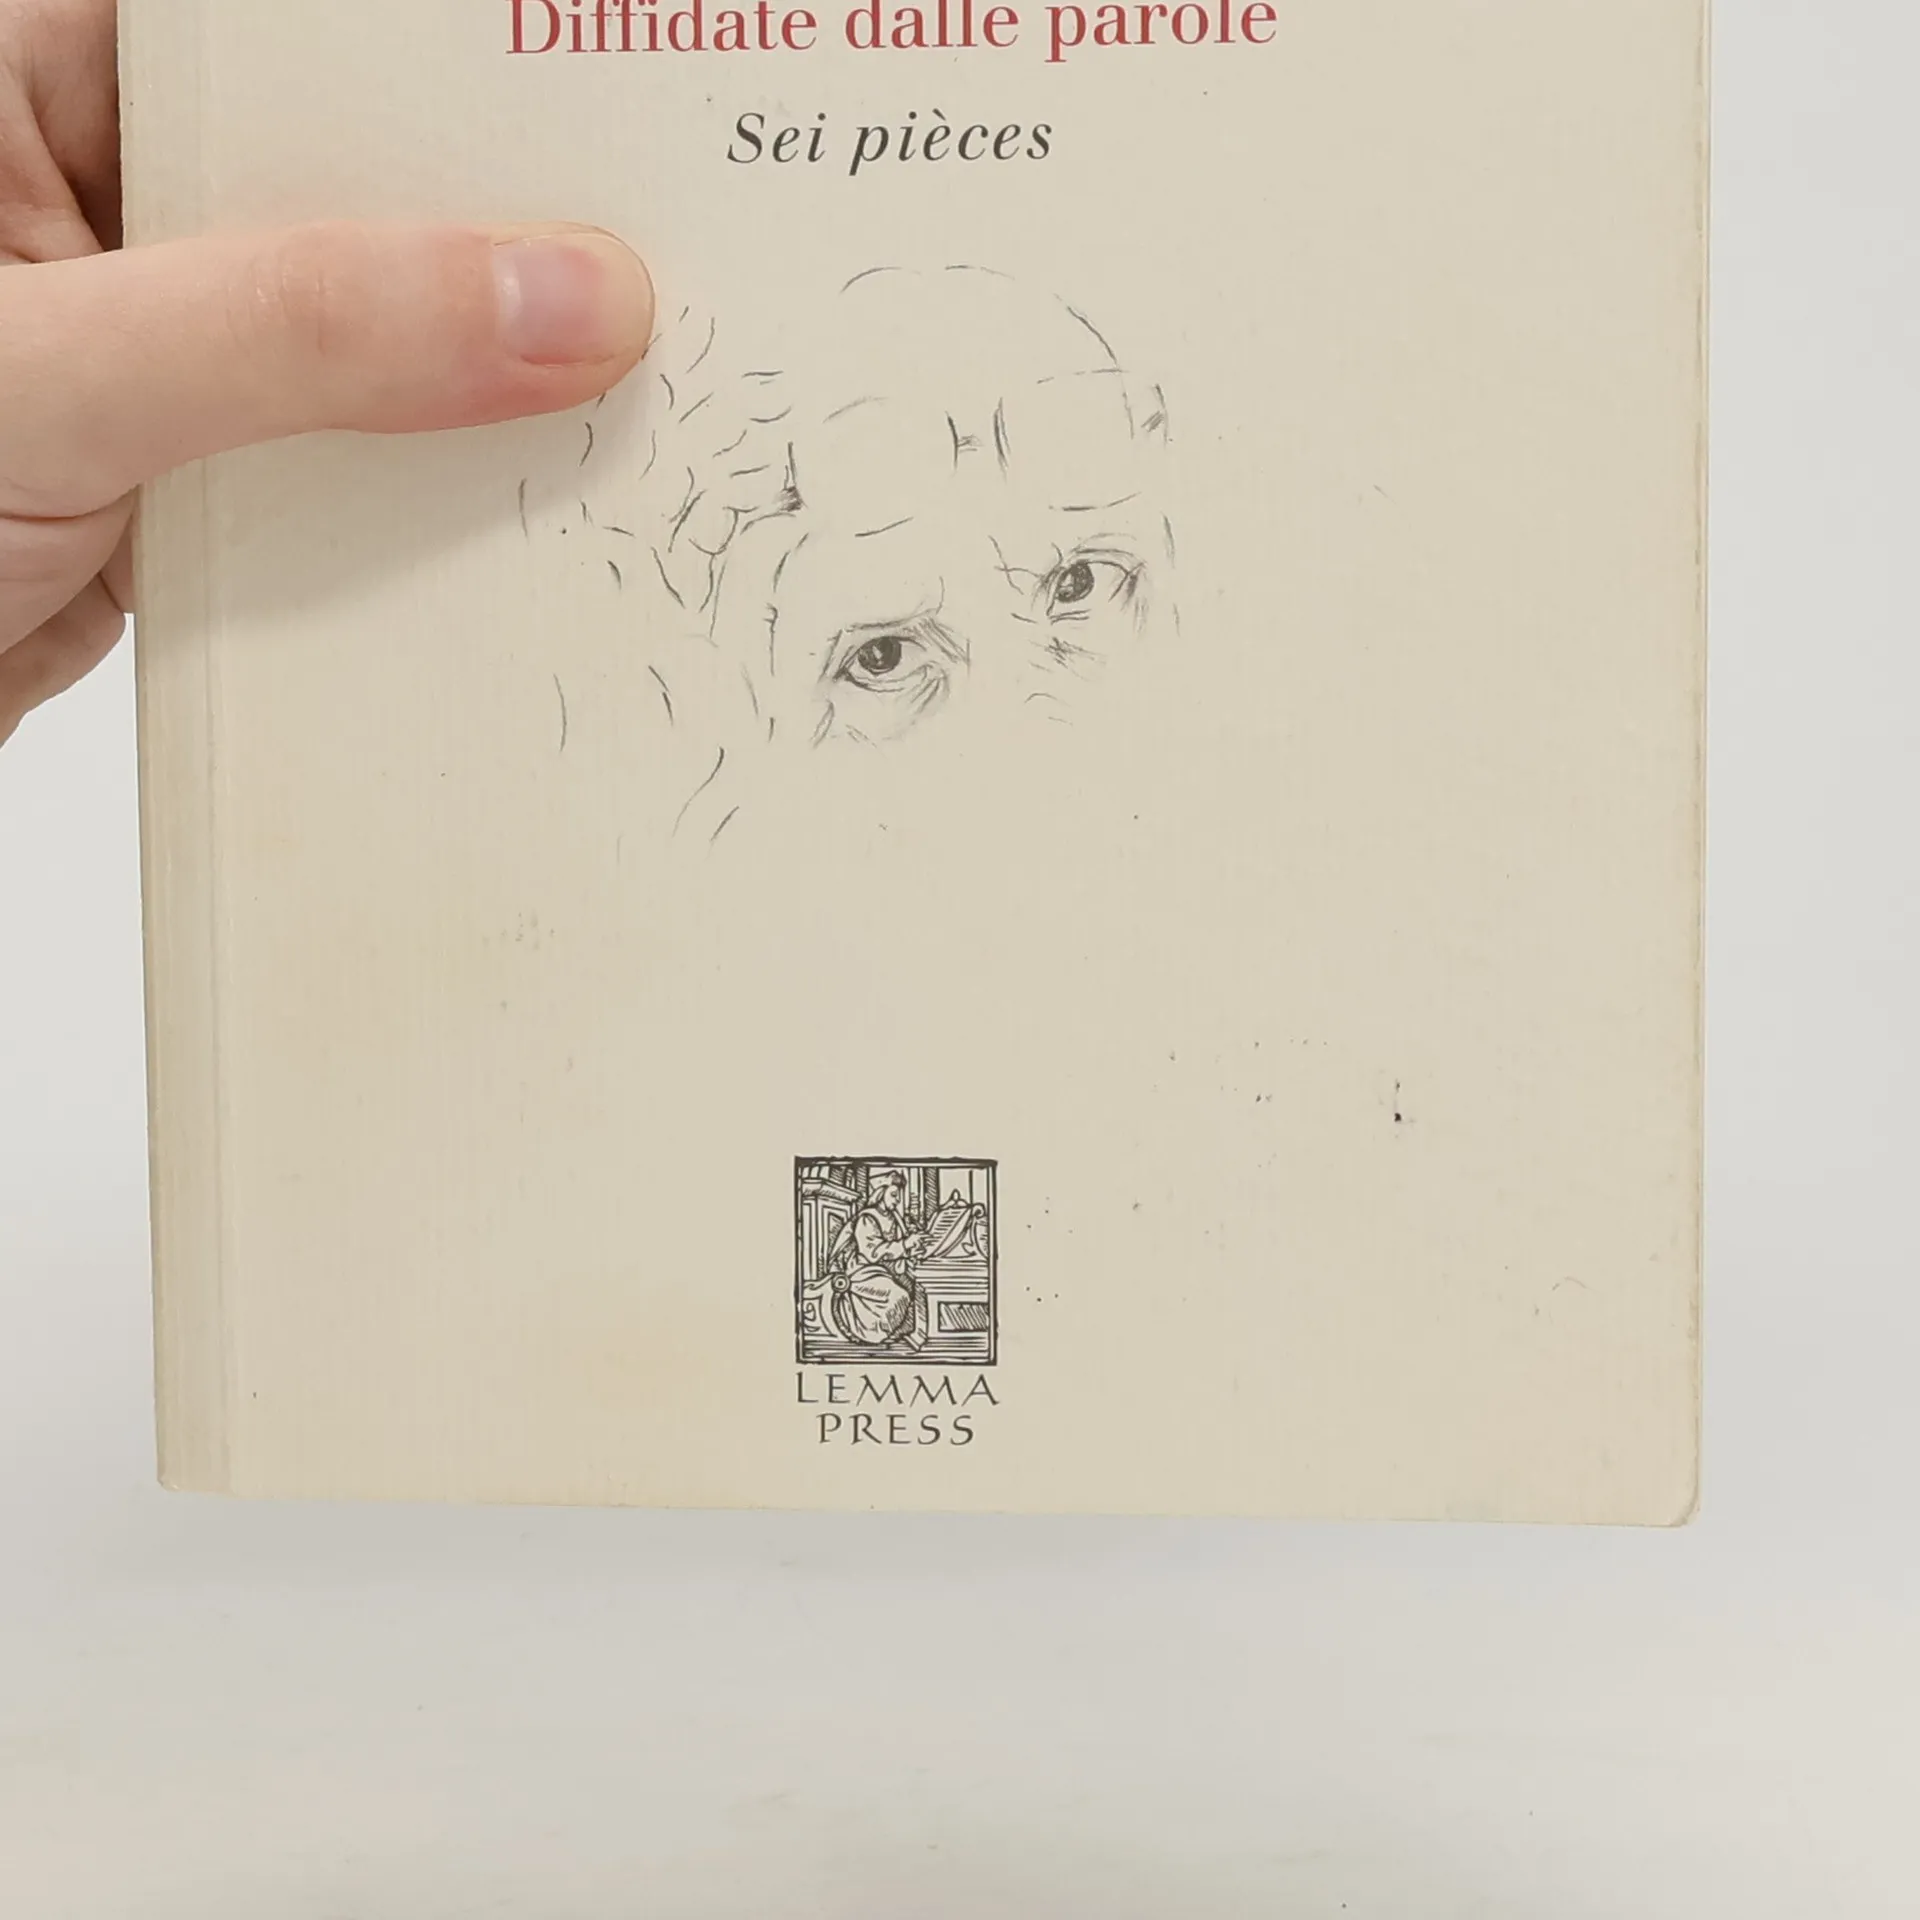 Diffidate dalle parole
Sei pièces
LEMMA
PRESS